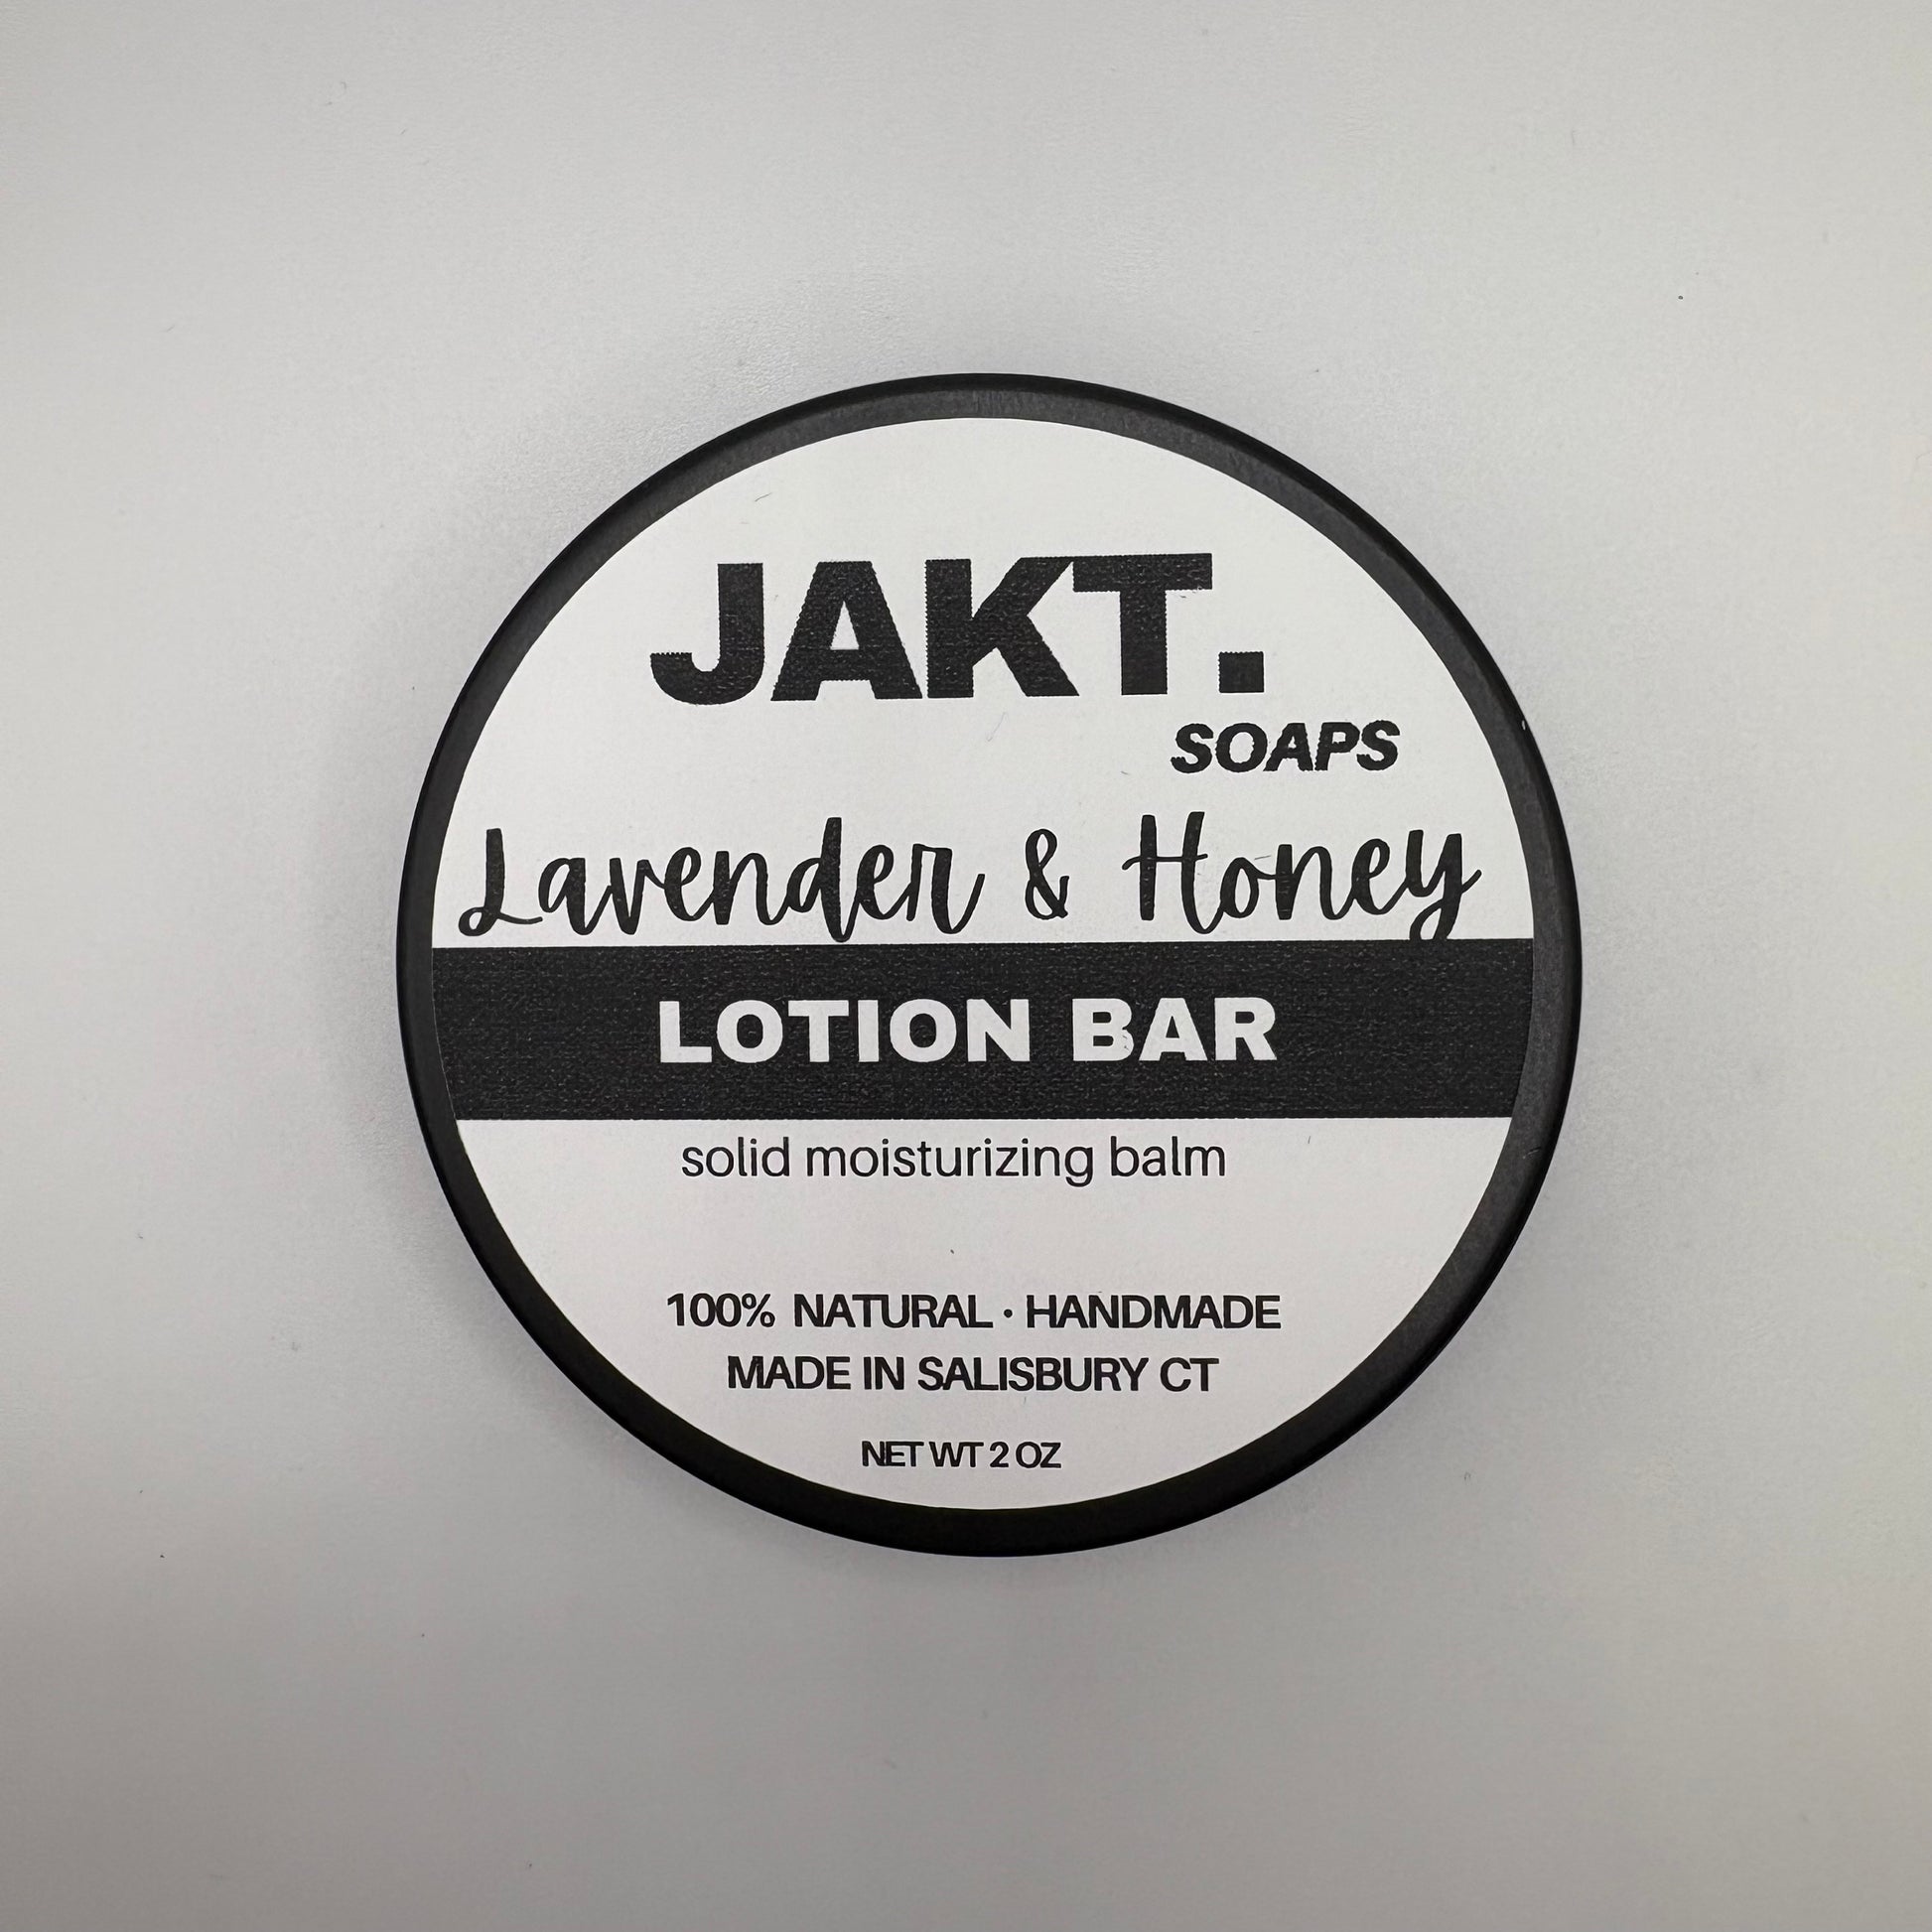 JAKT.
SOAPS
Lavender & Honey
LOTION BAR
solid moisturizing balm
100% NATURAL · HANDMADE
MADE IN SALISBURY CT
NET WT 2 OZ